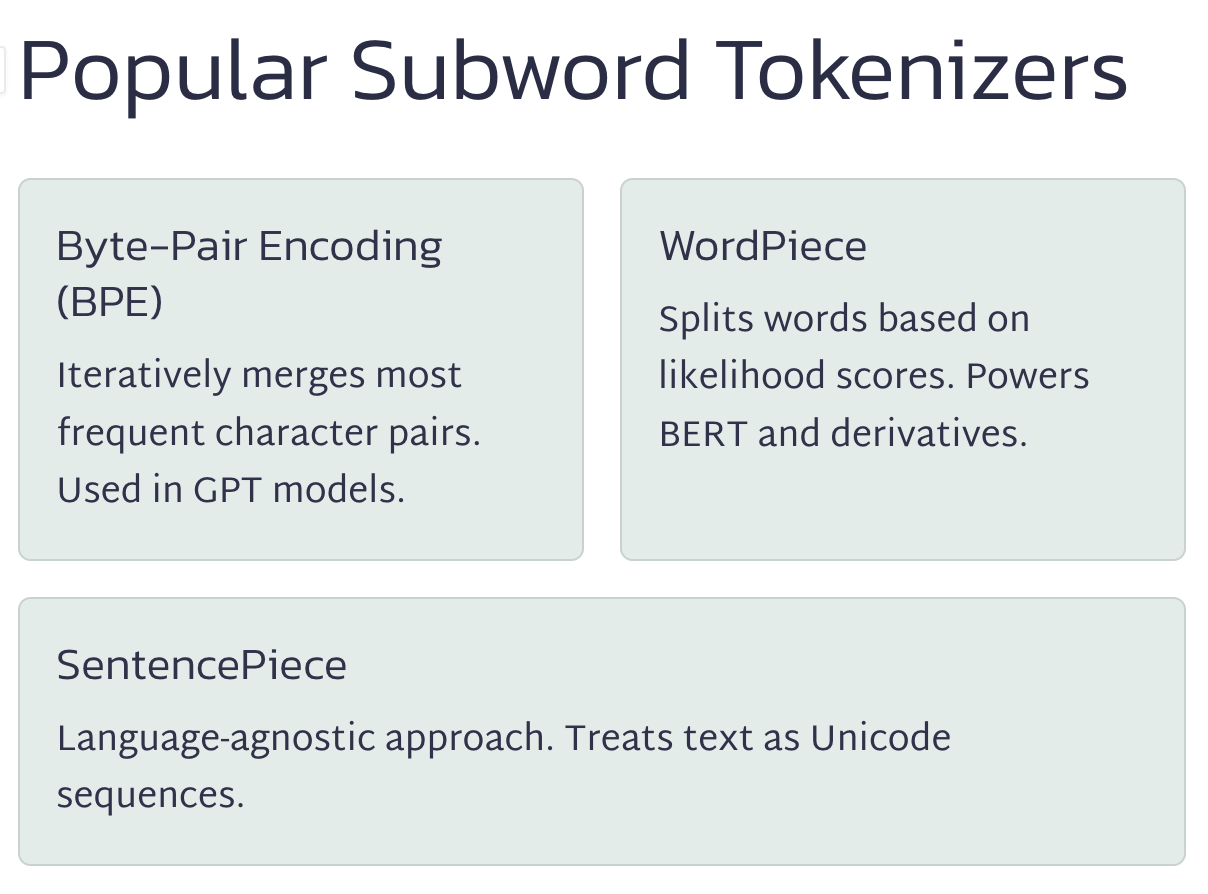 Popular Subword Tokenizers
Byte-Pair Encoding
(BPE)
Iteratively merges most
frequent character pairs.
Used in GPT models.
WordPiece
Splits words based on
likelihood scores. Powers
BERT and derivatives.
SentencePiece
Language-agnostic approach. Treats text as Unicode
sequences.